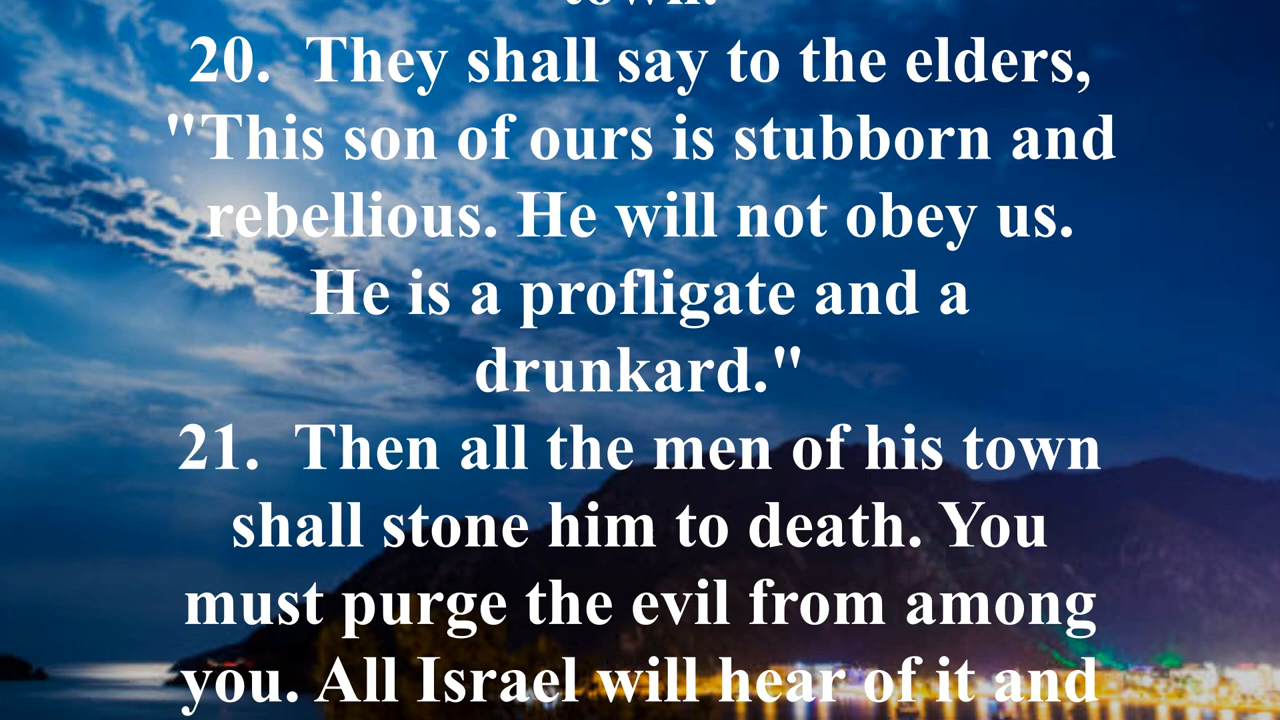 town.
20. They shall say to the elders,
"This son of ours is stubborn and
rebellious. He will not obey us.
He is a profligate and a
drunkard."
21. Then all the men of his town
shall stone him to death. You
must purge the evil from among
you. All Israel will hear of it and